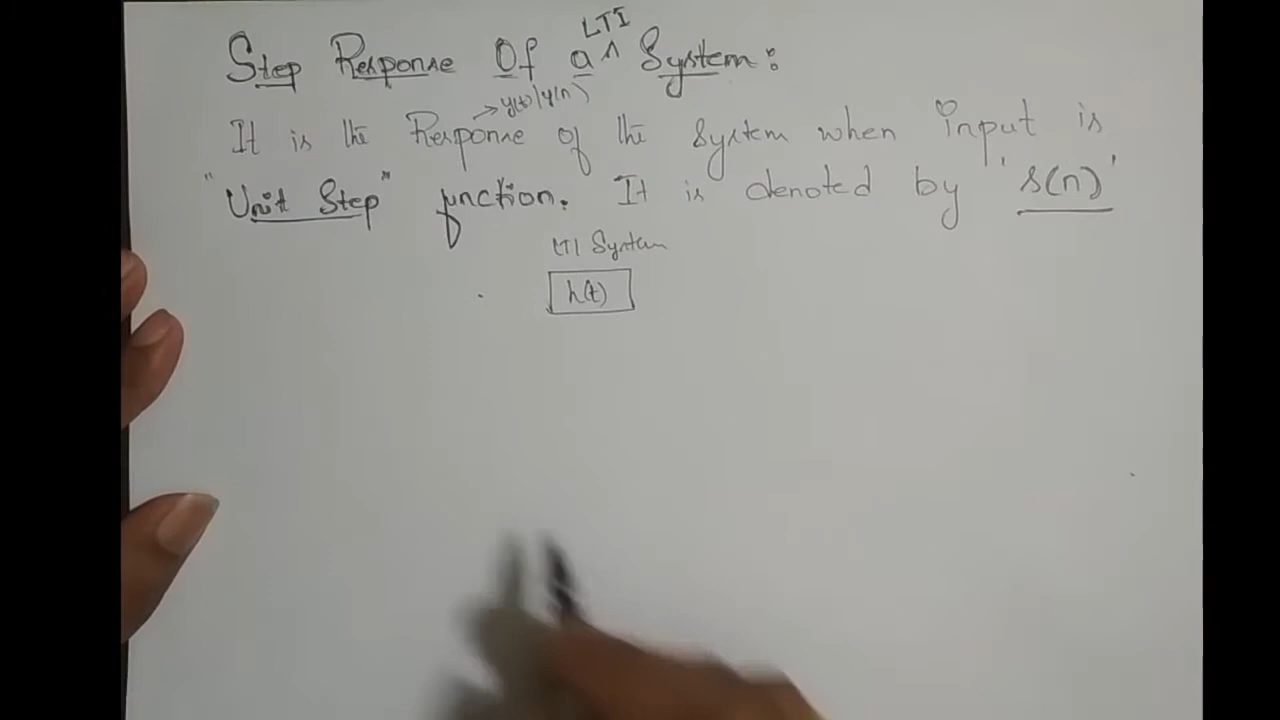 Step Response Of a LTI System:
→ y(t)/y(n)
It is the Response of the system when input is
"Unit Step" function. It is denoted by 's(n)'
LTI System
h(t)